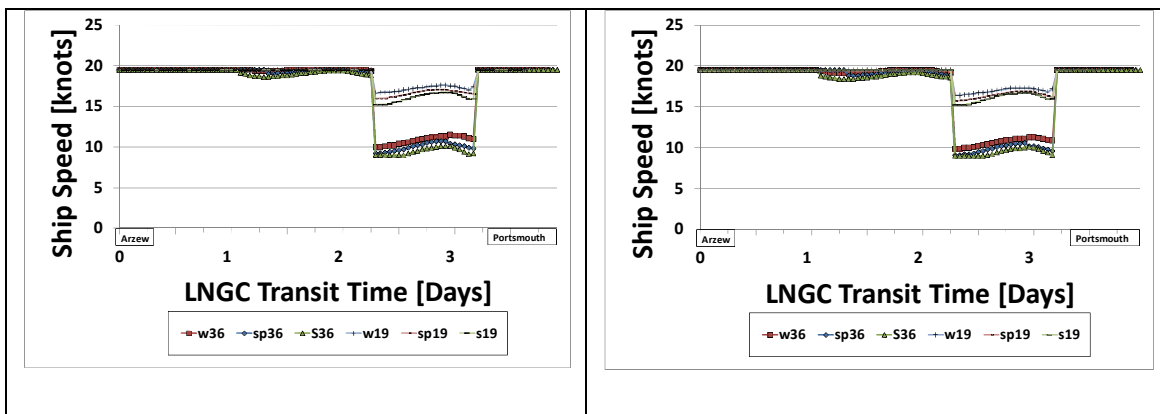 25
20
15
10
5
0
Ship Speed [knots]
Arzew
Portsmouth
0 1 2 3
LNGC Transit Time [Days]
w36 sp36 S36 w19 sp19 s19
25
20
15
10
5
0
Ship Speed [knots]
Arzew
Portsmouth
0 1 2 3
LNGC Transit Time [Days]
w36 sp36 S36 w19 sp19 s19